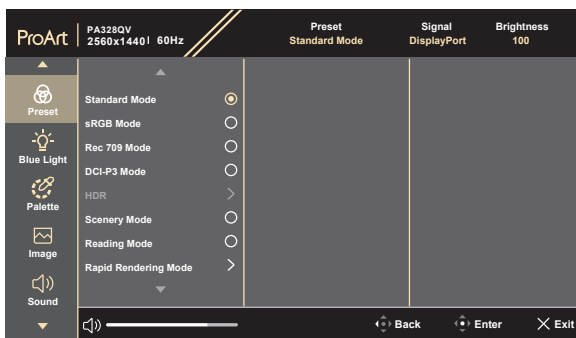 ProArt
PA328QV
2560x1440 60Hz
Preset
Standard Mode
Signal
DisplayPort
Brightness
100
Preset
Blue Light
Palette
Image
Sound
Standard Mode
sRGB Mode
Rec 709 Mode
DCI-P3 Mode
HDR
Scenery Mode
Reading Mode
Rapid Rendering Mode
Back
Enter
Exit